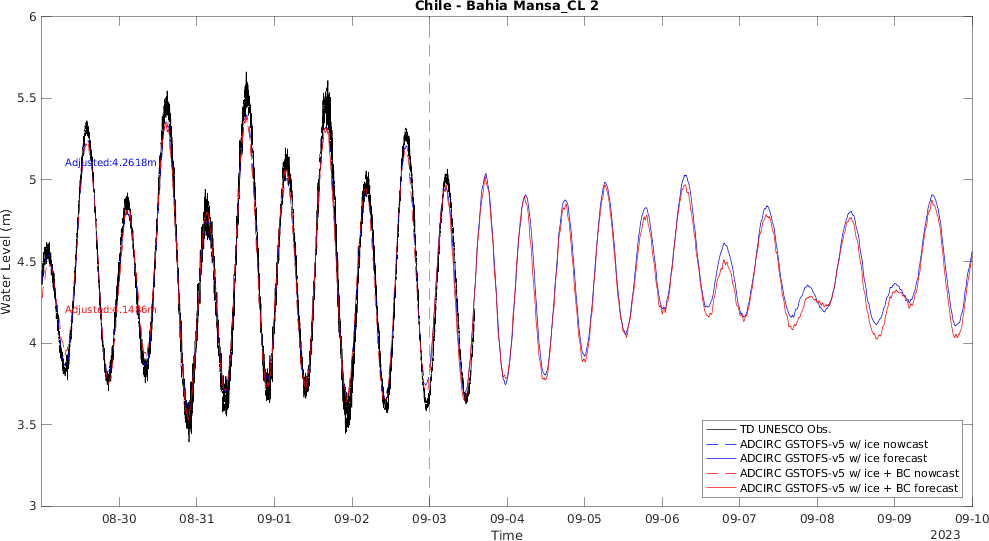 Chile - Bahia Mansa_CL 2
6
5.5
5
4.5
4
3.5
3
Water Level (m)
Adjusted:4.2618m
Adjusted:4.1486m
TD UNESCO Obs.
ADCIRC GSTOFS-v5 w/ ice nowcast
ADCIRC GSTOFS-v5 w/ ice forecast
ADCIRC GSTOFS-v5 w/ ice + BC nowcast
ADCIRC GSTOFS-v5 w/ ice + BC forecast
08-30 08-31 09-01 09-02 09-03 09-04 09-05 09-06 09-07 09-08 09-09 09-10
Time
2023